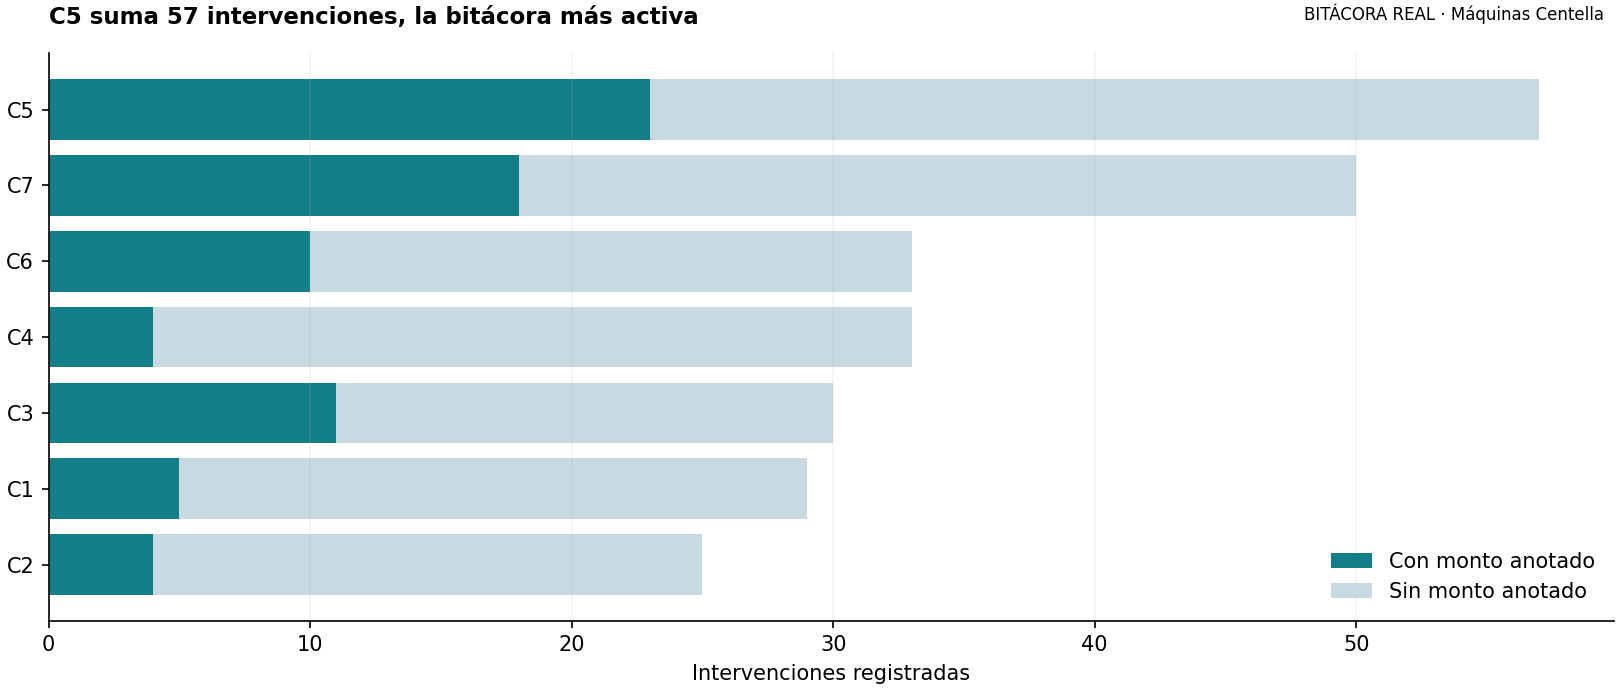 C5 suma 57 intervenciones, la bitácora más activa
BITÁCORA REAL · Máquinas Centella
C5
C7
C6
C4
C3
C1
C2
Con monto anotado
Sin monto anotado
0 10 20 30 40 50
Intervenciones registradas